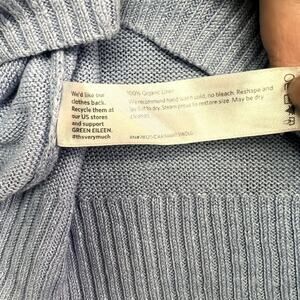 We'd like our
clothes back.
Recycle them at
our US stores
and support
GREEN EILEEN.
#thisverymuch
100% Organic Linen
We recommend hand wash cold, no bleach. Reshape and
lay flat to dry. Steam press to restore size. May be dry
cleaned.